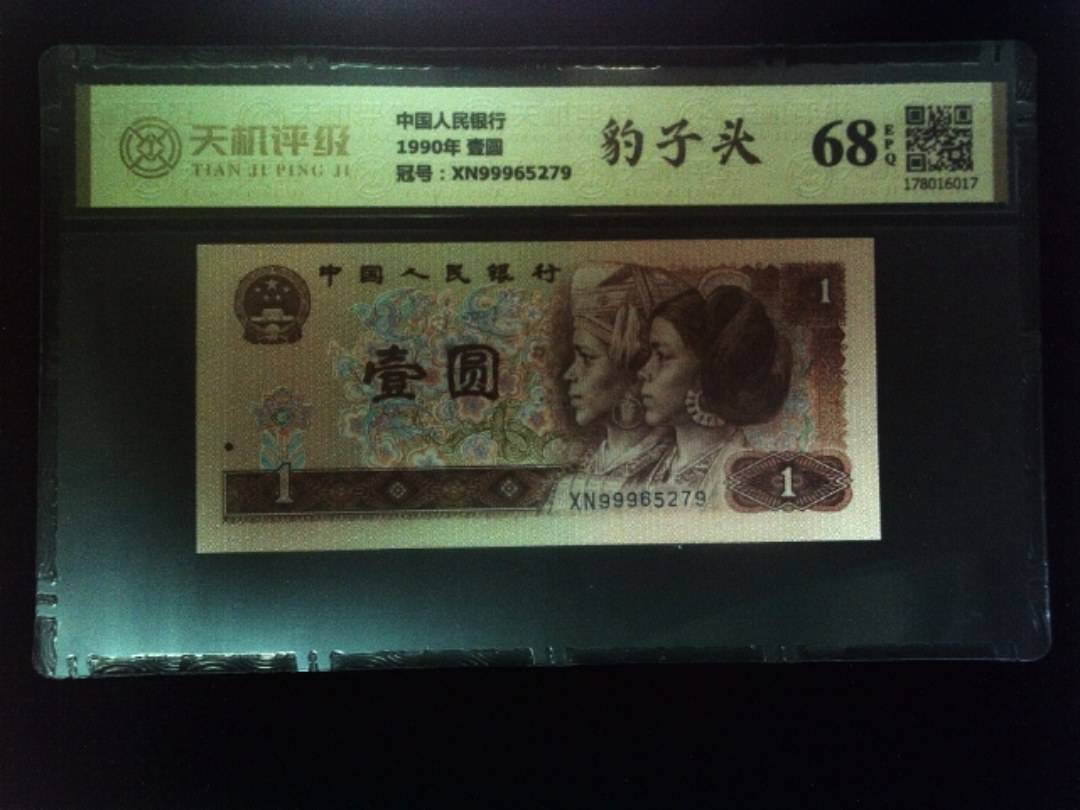 天机评级
TIAN JI PING JI
中国人民银行
1990年 壹圆
冠号：XN99965279
豹子头
68
EPQ
178016017
中国人民银行
1
壹圆
1
XN99965279
1